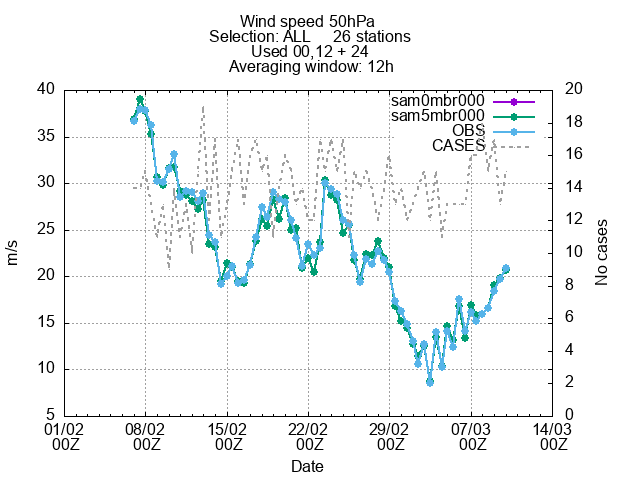 Wind speed 50hPa
Selection: ALL 26 stations
Used 00,12 + 24
Averaging window: 12h
sam0mbr000
sam5mbr000
OBS
CASES
40
35
30
25
20
15
10
5
m/s
20
18
16
14
12
10
8
6
4
2
0
No cases
01/02 08/02 15/02 22/02 29/02 07/03 14/03
00Z 00Z 00Z 00Z 00Z 00Z 00Z
Date